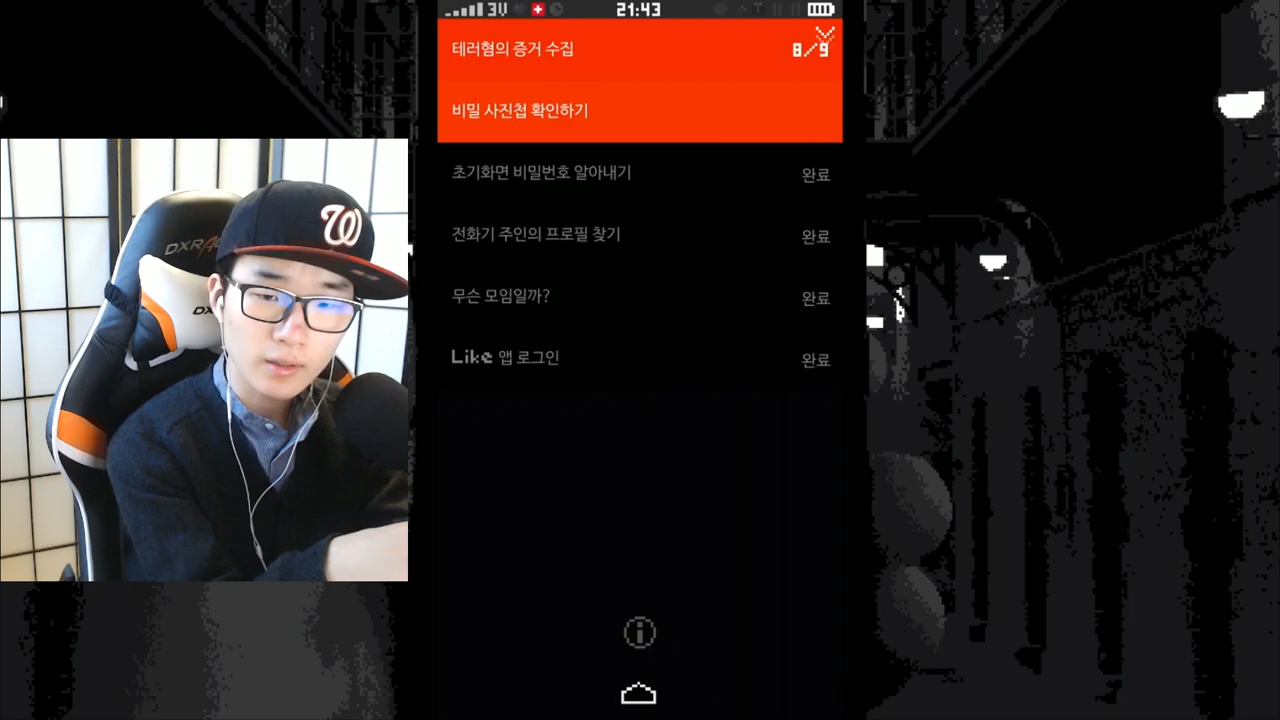 3V
21:43
테러혐의 증거 수집
8/9
비밀 사진첩 확인하기
초기화면 비밀번호 알아내기
완료
전화기 주인의 프로필 찾기
완료
무슨 모임일까?
완료
Like 앱 로그인
완료
W
DXRA
DX